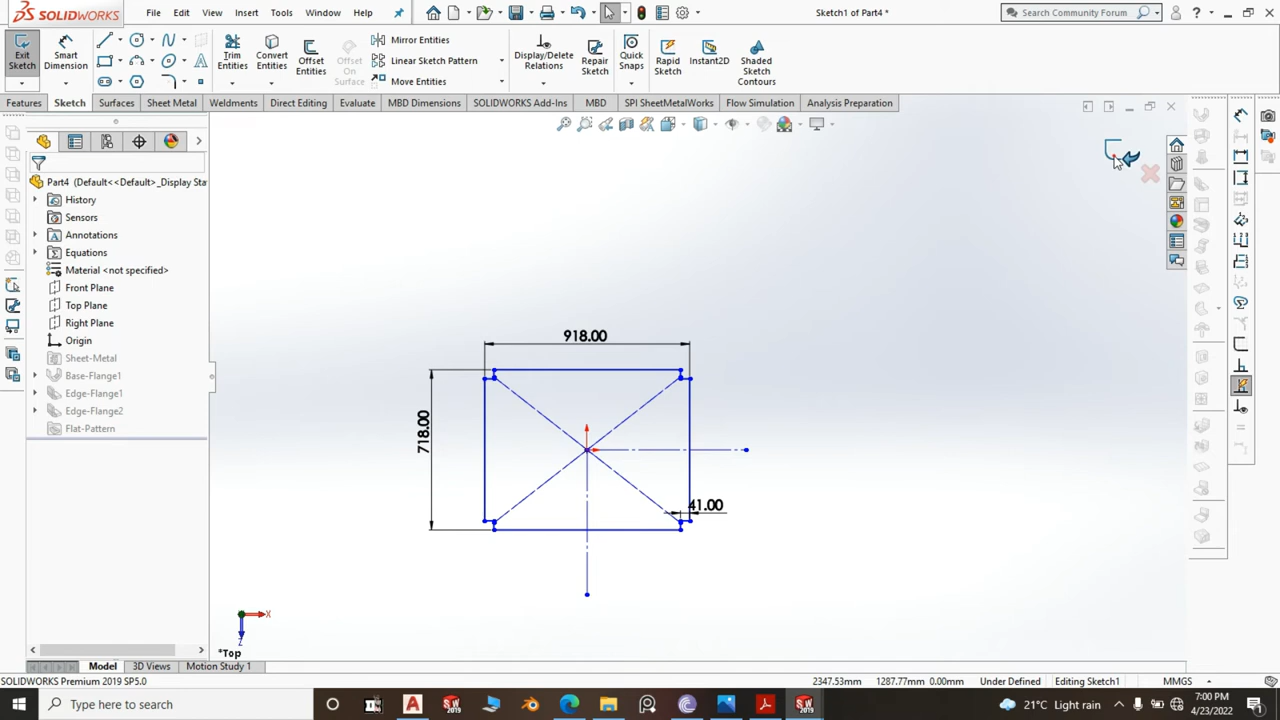 SOLIDWORKS File Edit View Insert Tools Window Help Sketch1 of Part4 * Search Community Forum
Exit Sketch
Smart Dimension
Trim Entities
Convert Entities
Offset Entities
Offset On Surface
Mirror Entities
Linear Sketch Pattern
Move Entities
Display/Delete Relations
Repair Sketch
Quick Snaps
Rapid Sketch
Instant2D
Shaded Sketch Contours
Features Sketch Surfaces Sheet Metal Weldments Direct Editing Evaluate MBD Dimensions SOLIDWORKS Add-Ins MBD SPI SheetMetalWorks Flow Simulation Analysis Preparation
Part4 (Default<<Default>_Display Sta
History
Sensors
Annotations
Equations
Material <not specified>
Front Plane
Top Plane
Right Plane
Origin
Sheet-Metal
Base-Flange1
Edge-Flange1
Edge-Flange2
Flat-Pattern
918.00
718.00
41.00
X
Z
*Top
Model 3D Views Motion Study 1
SOLIDWORKS Premium 2019 SP5.0 2347.53mm 1287.77mm 0.00mm Under Defined Editing Sketch1 MMGS
Type here to search 21°C Light rain 7:00 PM
4/23/2022